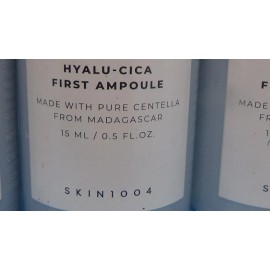 HYALU-CICA
FIRST AMPOULE
MADE WITH PURE CENTELLA
FROM MADAGASCAR
15 ML / 0.5 FL.OZ.
SKIN1004